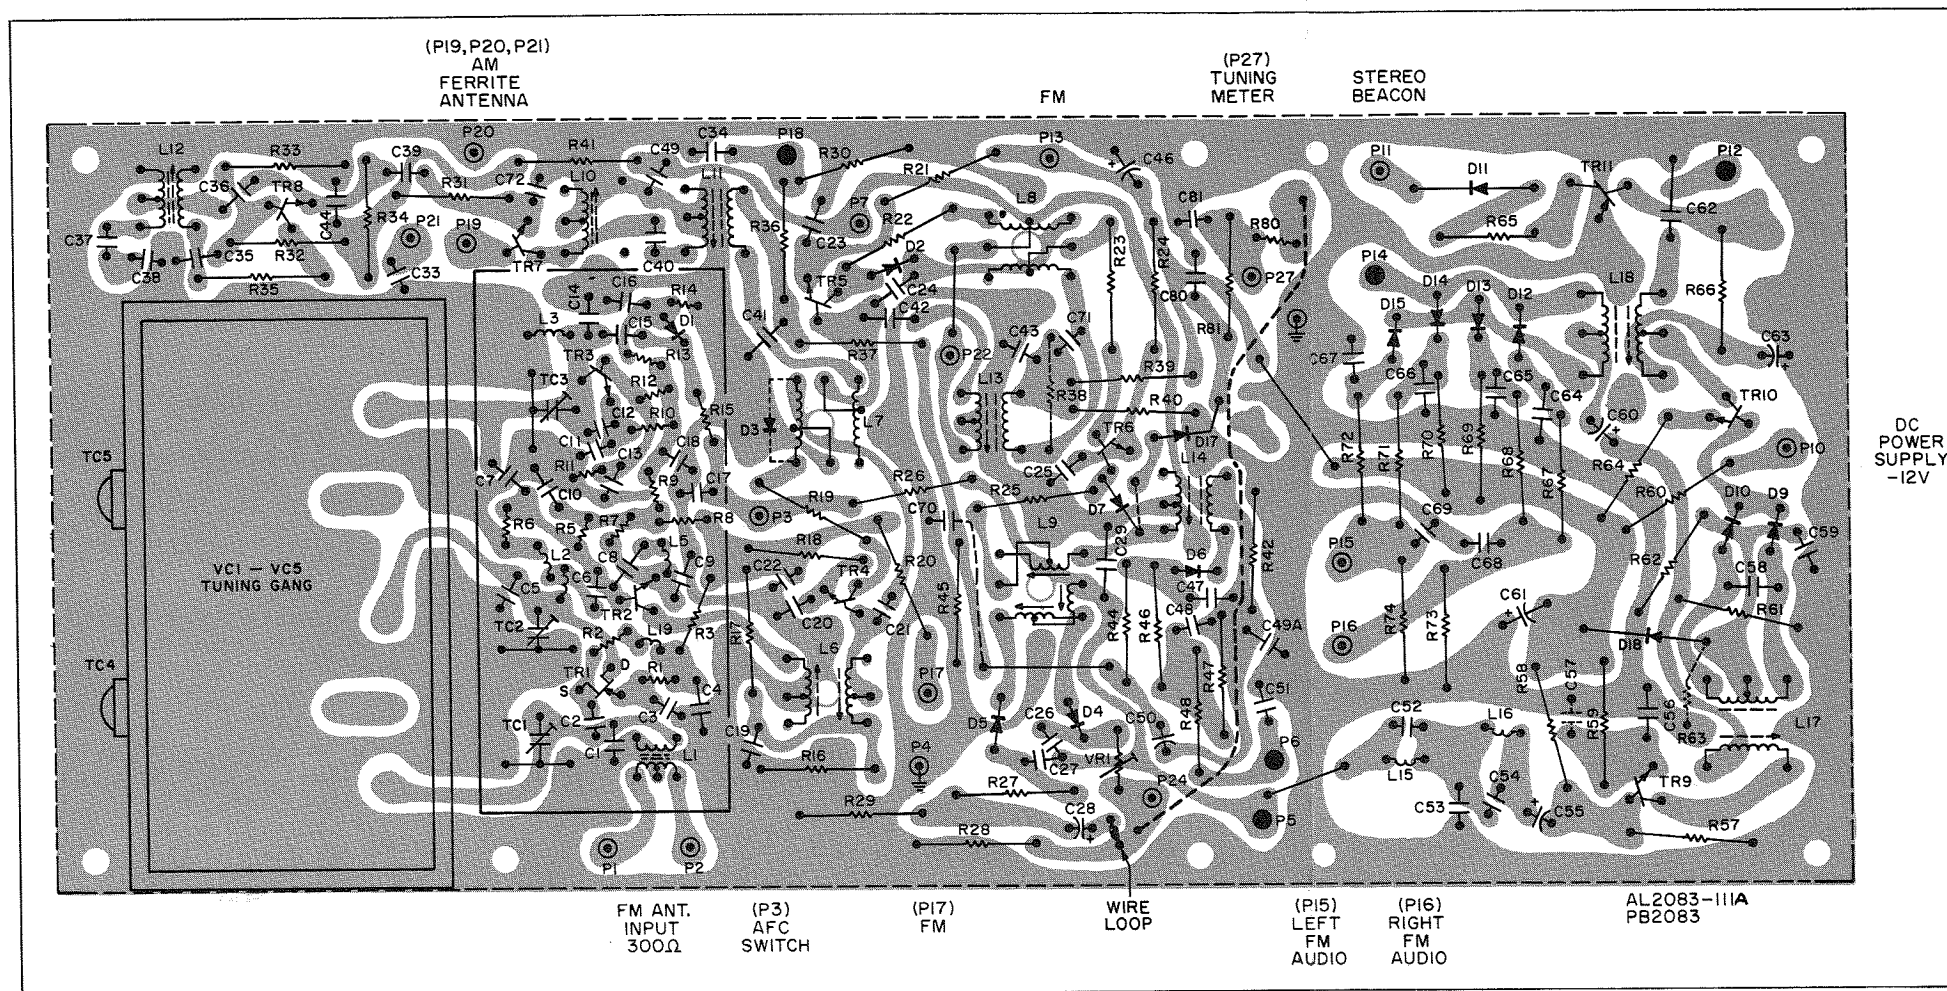 (P19, P20, P21)
AM
FERRITE
ANTENNA
FM
(P27)
TUNING
METER
STEREO
BEACON
P20
C34
P18
P13
L12
R33
C39
R41
C49
R30
C46
P11
D11
TR11
P12
C36
TR8
C44
R31
C72
L10
L11
R21
L8
C81
R80
R34
P21
P19
R36
P7
R22
R65
C62
C37
C38
C35
R32
R35
C33
TR7
C40
C23
D2
R23
R24
P27
P14
L18
TR5
C24
C42
C80
D15
D14
D13
D12
R66
C14
C16
R14
L3
C15
D1
C41
R37
C43
C71
R81
C63
TR3
R13
P22
C67
TC3
R12
R15
D3
L7
L13
R38
R39
R40
C66
C65
C64
C60
TR10
C12
R10
C11
C18
TR6
D17
R72
R71
R70
R69
R68
R67
R64
P10
DC
POWER
SUPPLY
-12V
TC5
C7
R11
C13
C10
R9
C17
R26
C25
L14
R60
D10
D9
R6
R5
R7
R8
P3
R19
C70
R25
D7
C69
C59
L2
C8
L5
C9
R18
R20
L9
C29
R42
P15
C68
R62
VC1 — VC5
TUNING GANG
C5
C6
C22
TR4
R45
D6
C47
C58
TC2
TR2
R3
R17
C20
C21
R44
R46
C48
C49A
R74
R73
C61
R61
R2
L19
L6
P16
D18
TC4
TR1
D
S
R1
C4
P17
R47
R58
C57
TC1
C2
C3
C1
L1
C19
D5
C26
D4
C50
R48
C51
C52
L16
R59
C56
R63
L17
R16
P4
C27
VR1
P24
P6
L15
TR9
R29
R27
C28
P5
C53
C54
C55
R28
R57
P1
P2
FM ANT.
INPUT
300Ω
(P3)
AFC
SWITCH
(P17)
FM
WIRE
LOOP
(P15)
LEFT
FM
AUDIO
(P16)
RIGHT
FM
AUDIO
AL2083-111A
PB2083